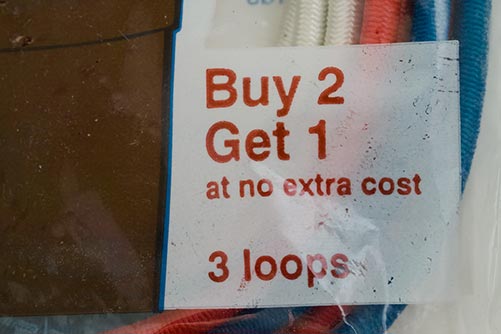 Buy 2
Get 1
at no extra cost
3 loops